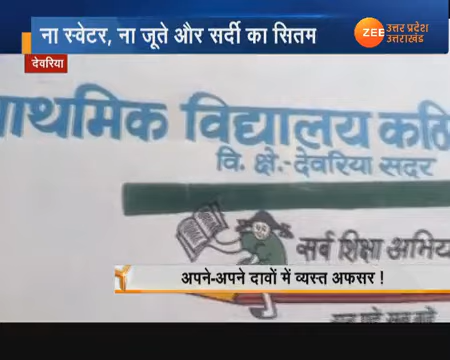 ना स्वेटर, ना जूते और सर्दी का सितम
ZEE उत्तर प्रदेश
उत्तराखंड
देवरिया
प्राथमिक विद्यालय
वि. क्षे.-देवरिया सदर
सर्व शिक्षा
अपने-अपने दावों में व्यस्त अफसर !